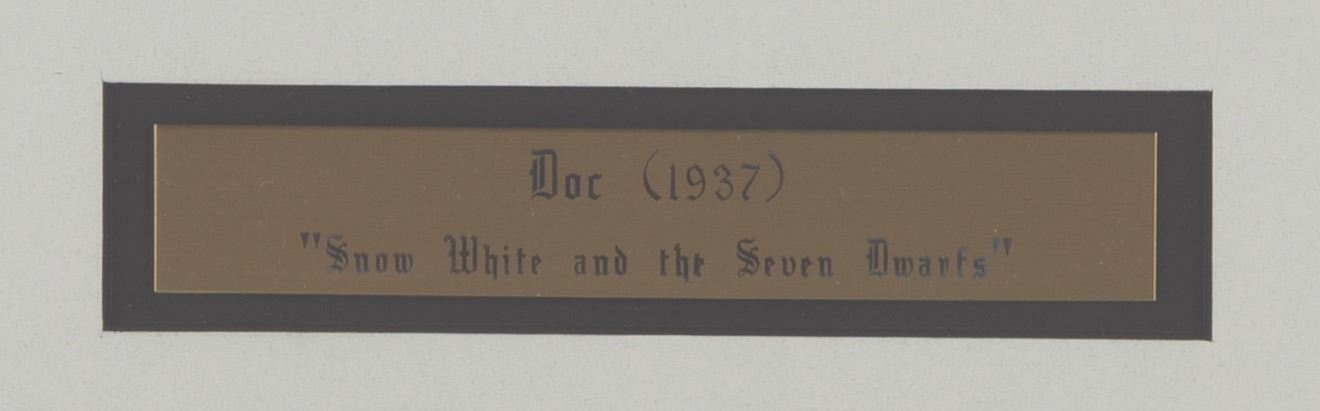 Doc (1937)
"Snow White and the Seven Dwarfs"